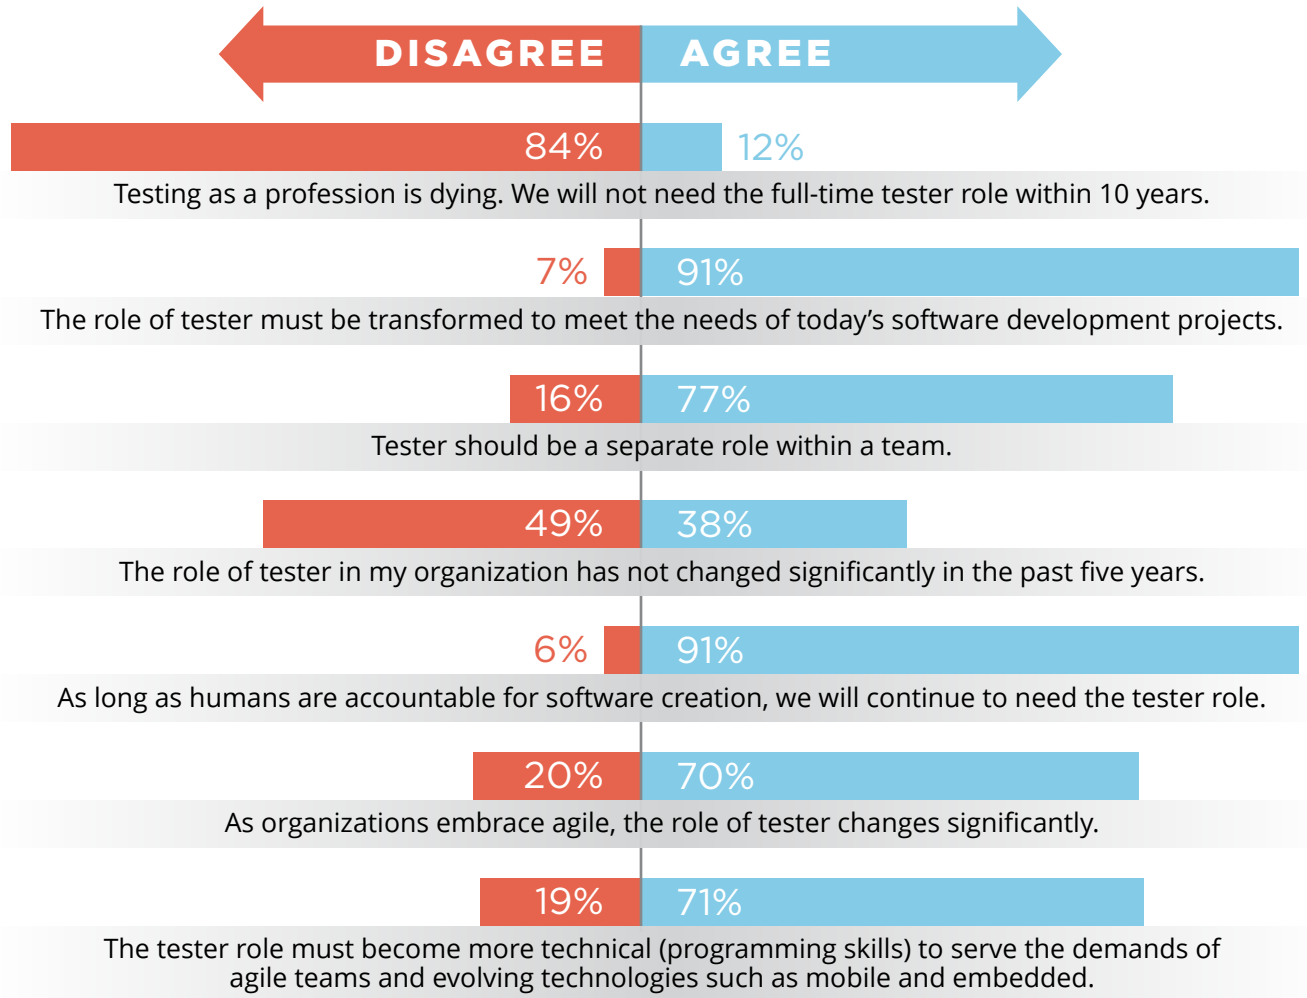 DISAGREE AGREE
84% 12%
Testing as a profession is dying. We will not need the full-time tester role within 10 years.
7% 91%
The role of tester must be transformed to meet the needs of today’s software development projects.
16% 77%
Tester should be a separate role within a team.
49% 38%
The role of tester in my organization has not changed significantly in the past five years.
6% 91%
As long as humans are accountable for software creation, we will continue to need the tester role.
20% 70%
As organizations embrace agile, the role of tester changes significantly.
19% 71%
The tester role must become more technical (programming skills) to serve the demands of
agile teams and evolving technologies such as mobile and embedded.